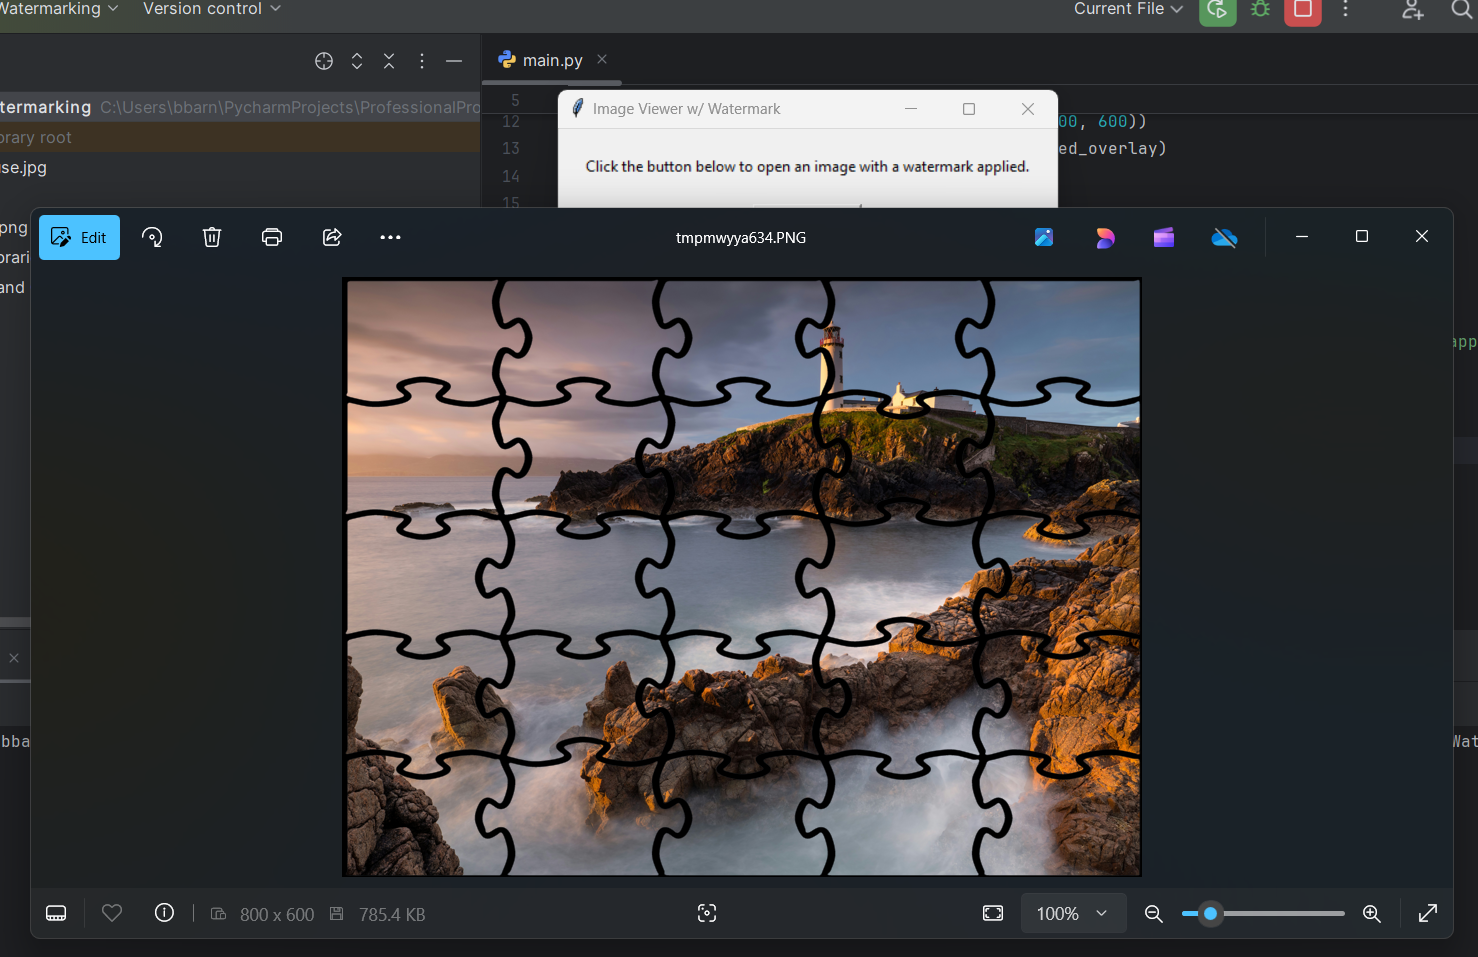 Watermarking Version control Current File
main.py
termarking C:\Users\bbarn\PycharmProjects\ProfessionalPro
brary root
se.jpg
png
orari
and
5
12
13
14
15
00, 600))
ed_overlay)
Image Viewer w/ Watermark
Click the button below to open an image with a watermark applied.
app
Edit
tmpmwyya634.PNG
bba
Wat
800 x 600 785.4 KB
100%